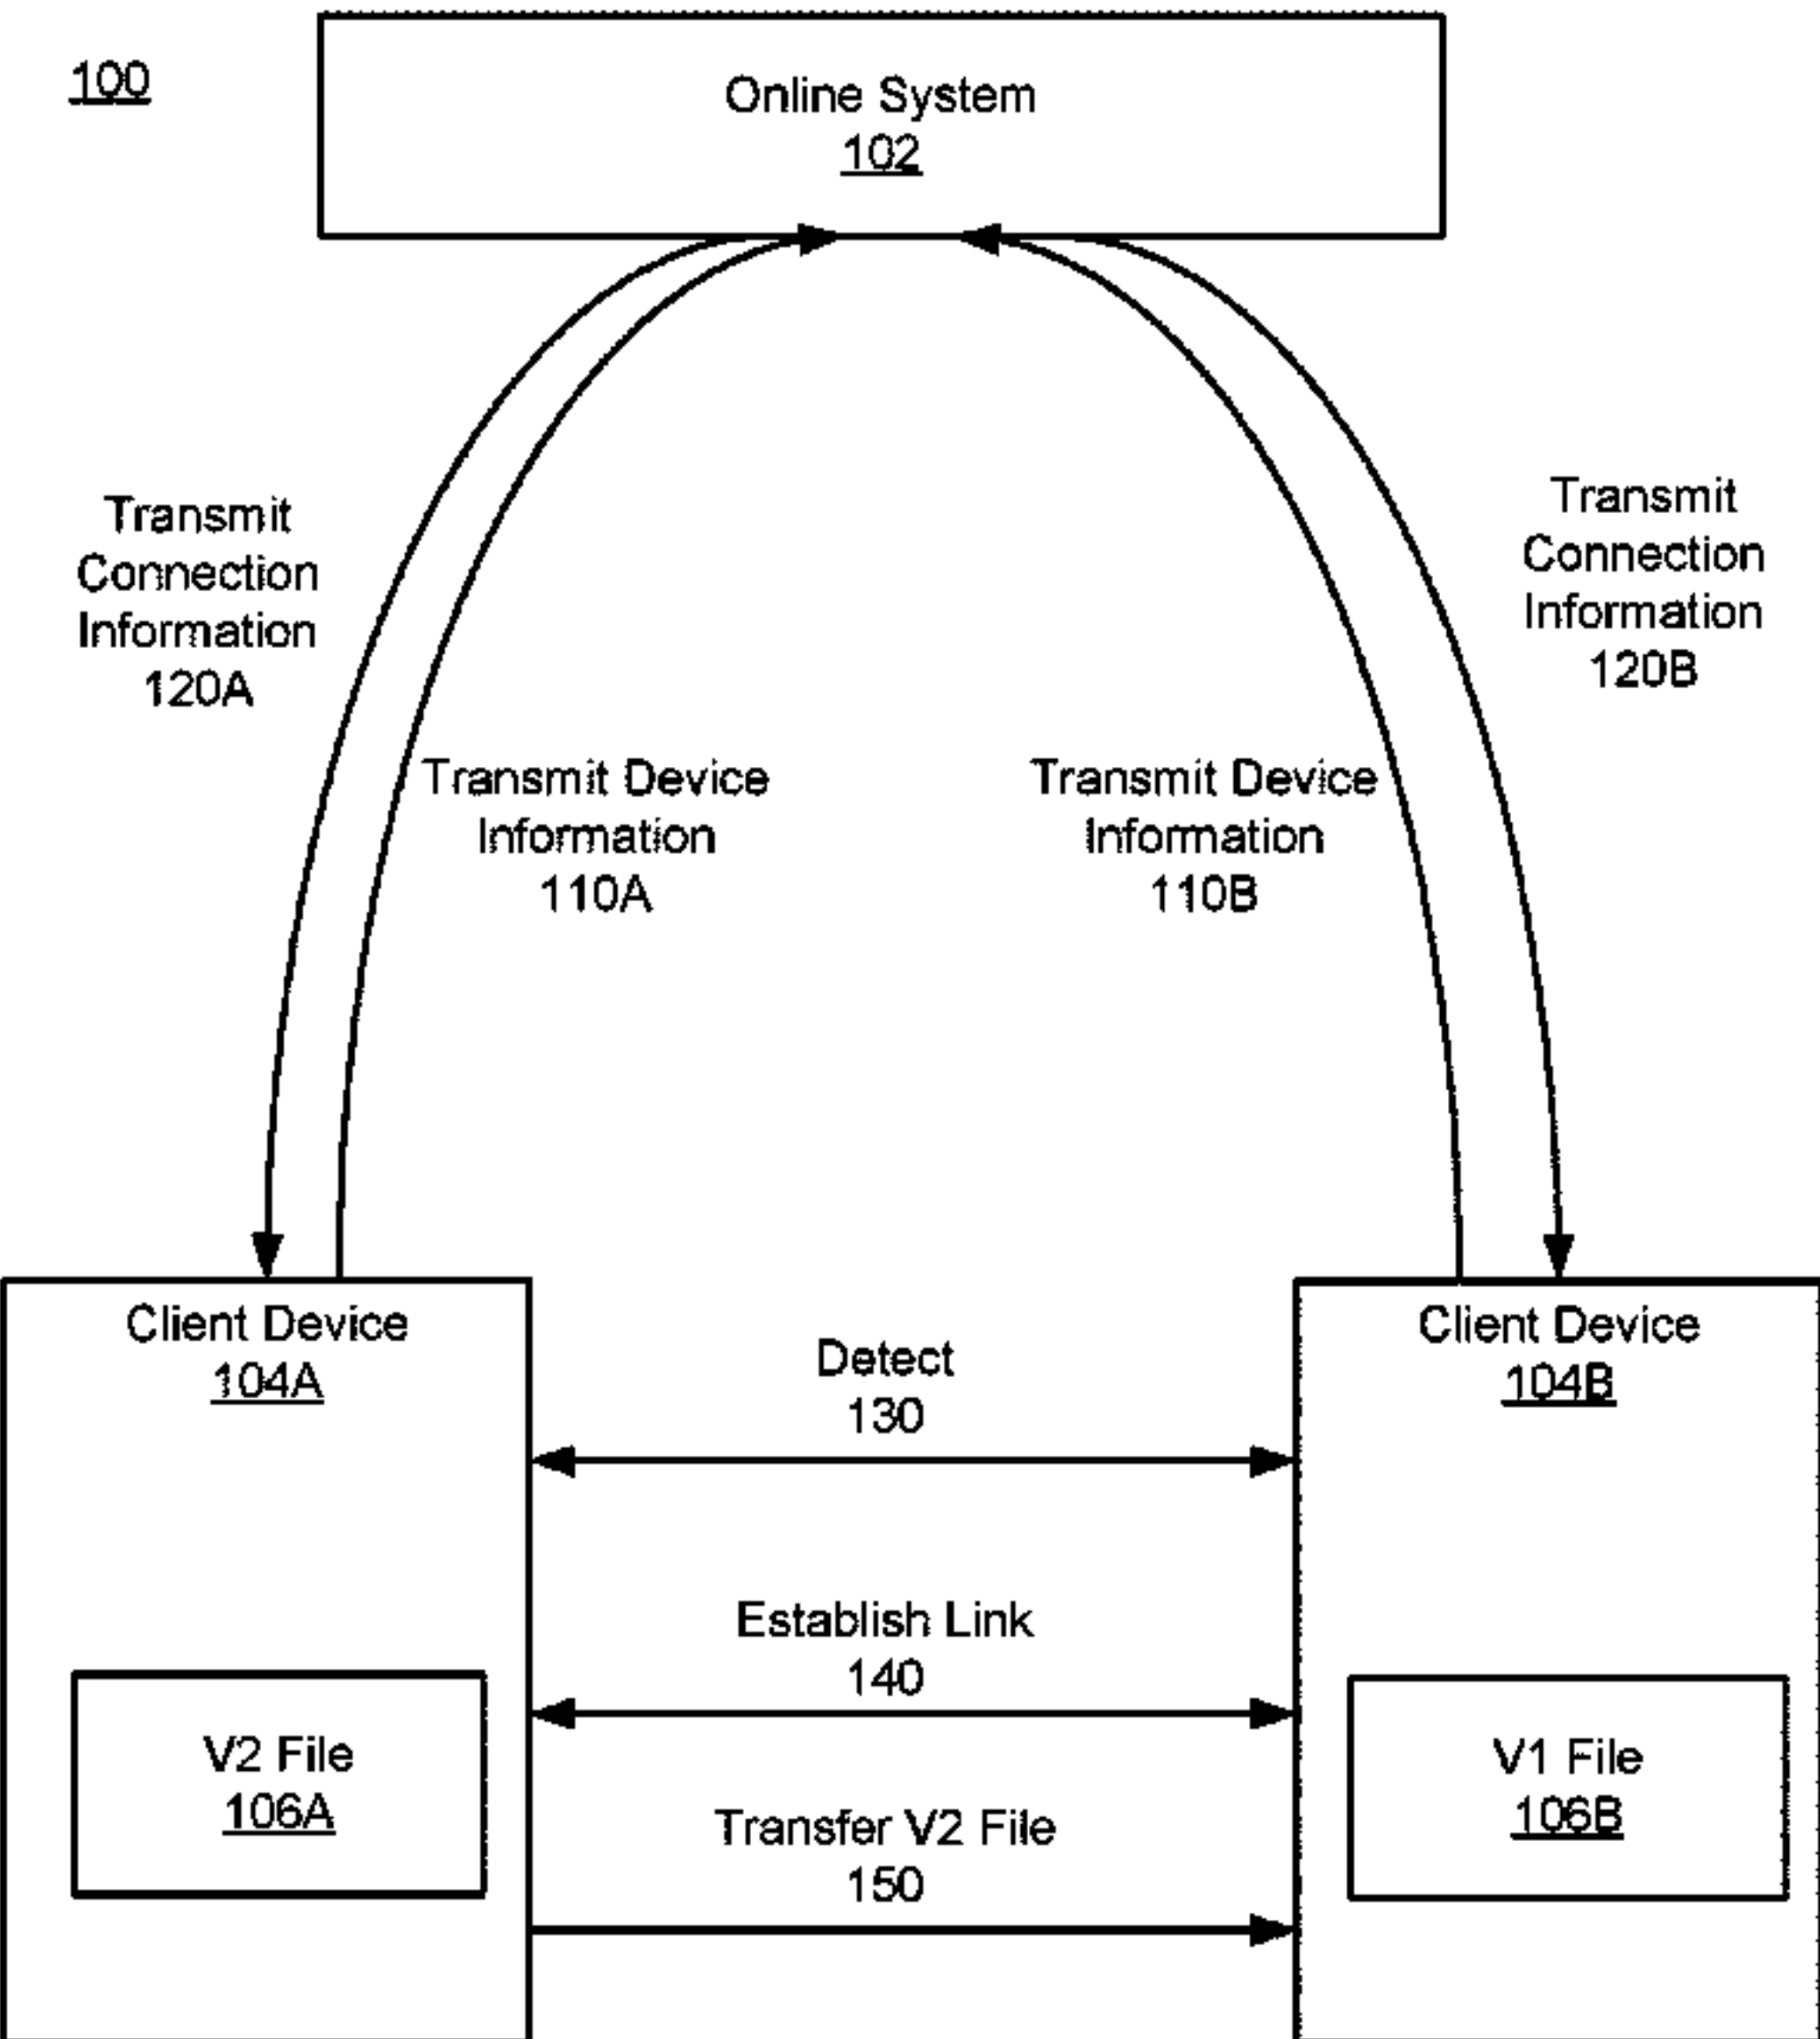 100
Online System
102
Transmit
Connection
Information
120A
Transmit
Connection
Information
120B
Transmit Device
Information
110A
Transmit Device
Information
110B
Client Device
104A
Client Device
104B
Detect
130
Establish Link
140
V2 File
106A
V1 File
106B
Transfer V2 File
150